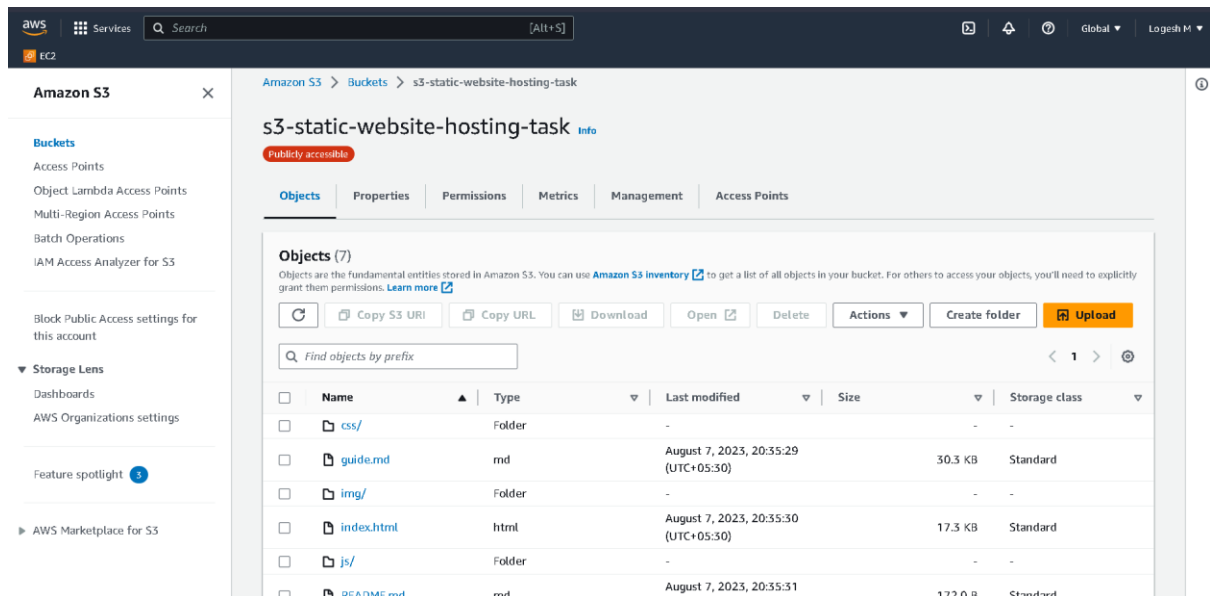 aws
Services
Search
[Alt+S]
Global ▼
Logesh M ▼
EC2
Amazon S3
Buckets
Access Points
Object Lambda Access Points
Multi-Region Access Points
Batch Operations
IAM Access Analyzer for S3
Block Public Access settings for
this account
▼ Storage Lens
Dashboards
AWS Organizations settings
Feature spotlight 3
▶ AWS Marketplace for S3
Amazon S3 > Buckets > s3-static-website-hosting-task
s3-static-website-hosting-task Info
Publicly accessible
Objects Properties Permissions Metrics Management Access Points
Objects (7)
Objects are the fundamental entities stored in Amazon S3. You can use Amazon S3 inventory to get a list of all objects in your bucket. For others to access your objects, you'll need to explicitly
grant them permissions. Learn more
Copy S3 URI Copy URL Download Open Delete Actions ▼ Create folder Upload
Find objects by prefix
< 1 >
Name ▲ Type Last modified Size Storage class
css/ Folder - - -
guide.md md August 7, 2023, 20:35:29
(UTC+05:30) 30.3 KB Standard
img/ Folder - - -
index.html html August 7, 2023, 20:35:30
(UTC+05:30) 17.3 KB Standard
js/ Folder - - -
README.md md August 7, 2023, 20:35:31
172.0 B Standard